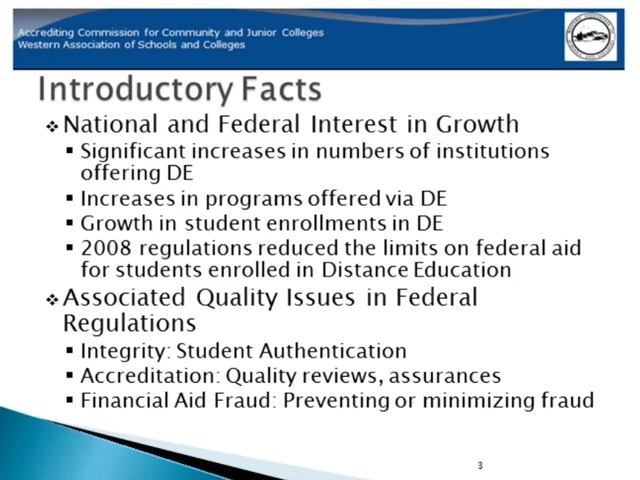 Accrediting Commission for Community and Junior Colleges
Western Association of Schools and Colleges
Introductory Facts
❖National and Federal Interest in Growth
▪ Significant increases in numbers of institutions
offering DE
▪ Increases in programs offered via DE
▪ Growth in student enrollments in DE
▪ 2008 regulations reduced the limits on federal aid
for students enrolled in Distance Education
❖Associated Quality Issues in Federal
Regulations
▪ Integrity: Student Authentication
▪ Accreditation: Quality reviews, assurances
▪ Financial Aid Fraud: Preventing or minimizing fraud
3